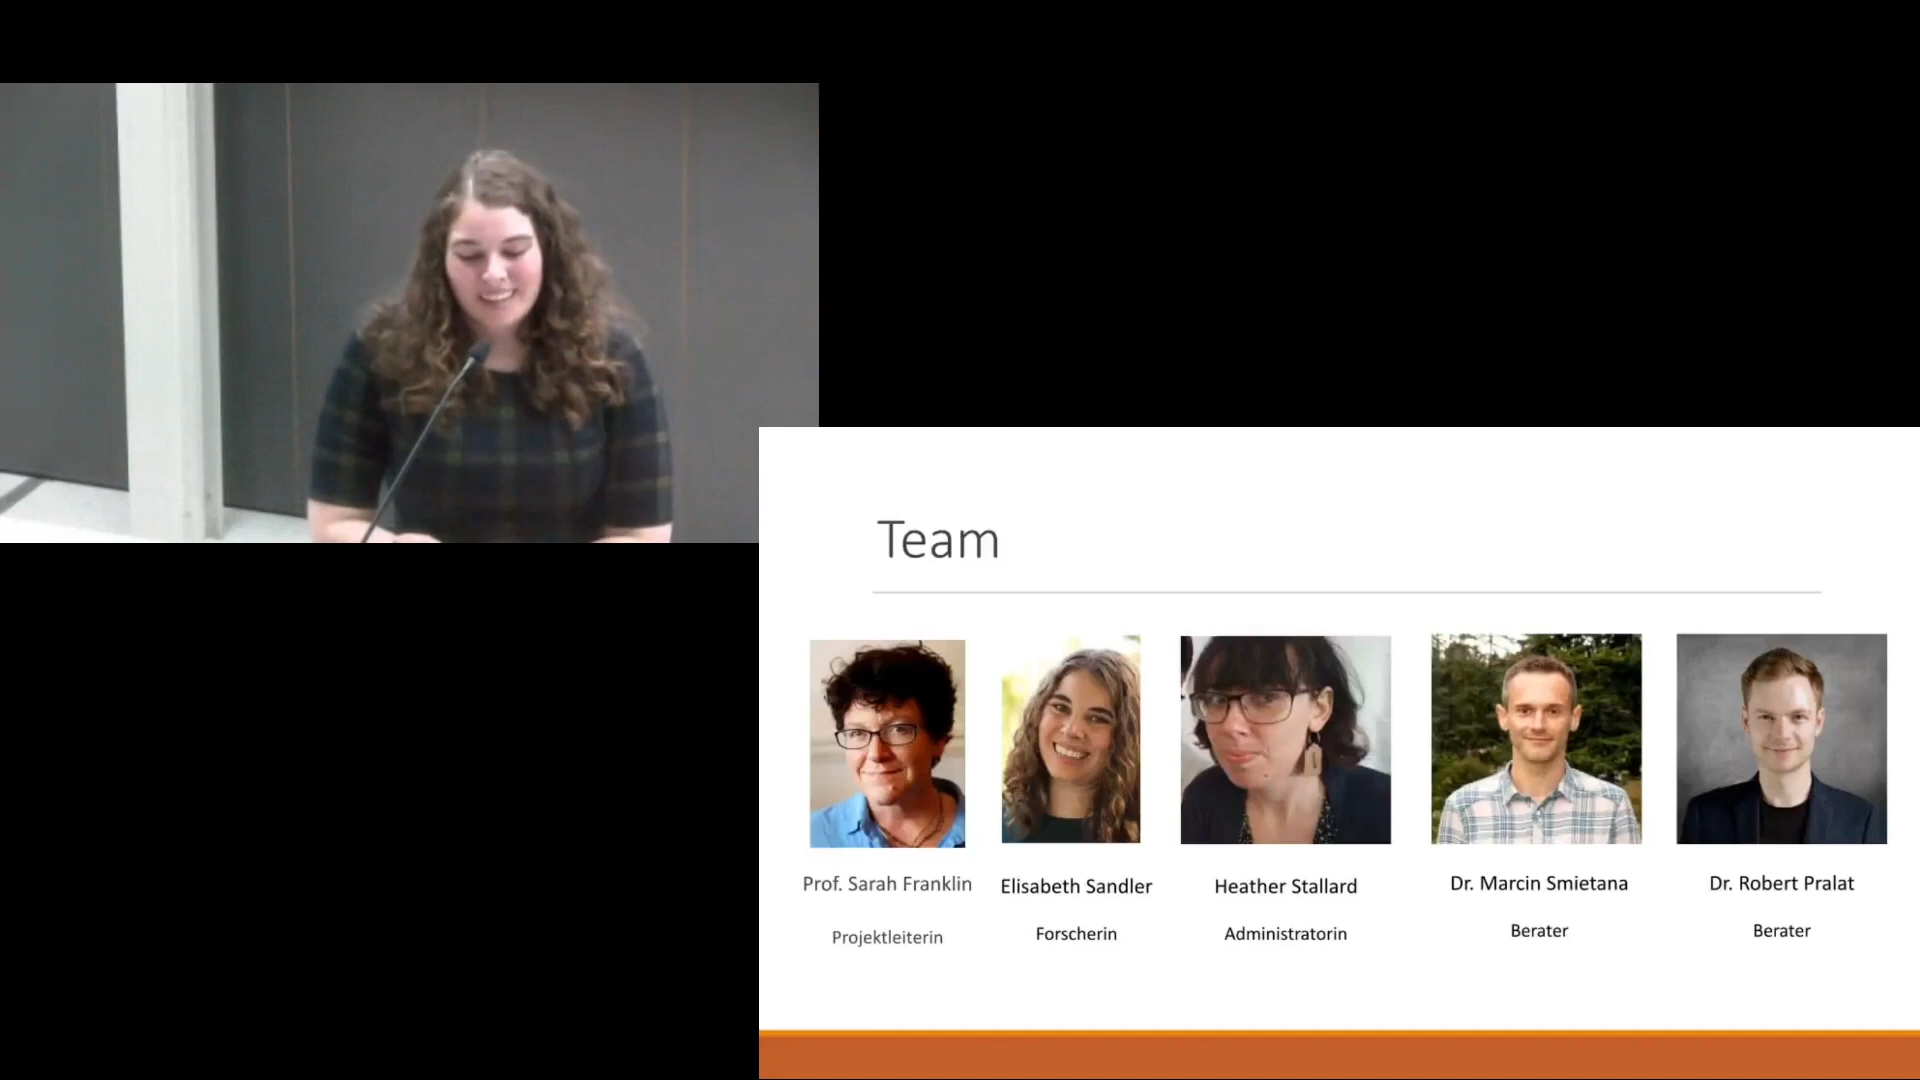 Team
Prof. Sarah Franklin
Projektleiterin
Elisabeth Sandler
Forscherin
Heather Stallard
Administratorin
Dr. Marcin Smietana
Berater
Dr. Robert Pralat
Berater